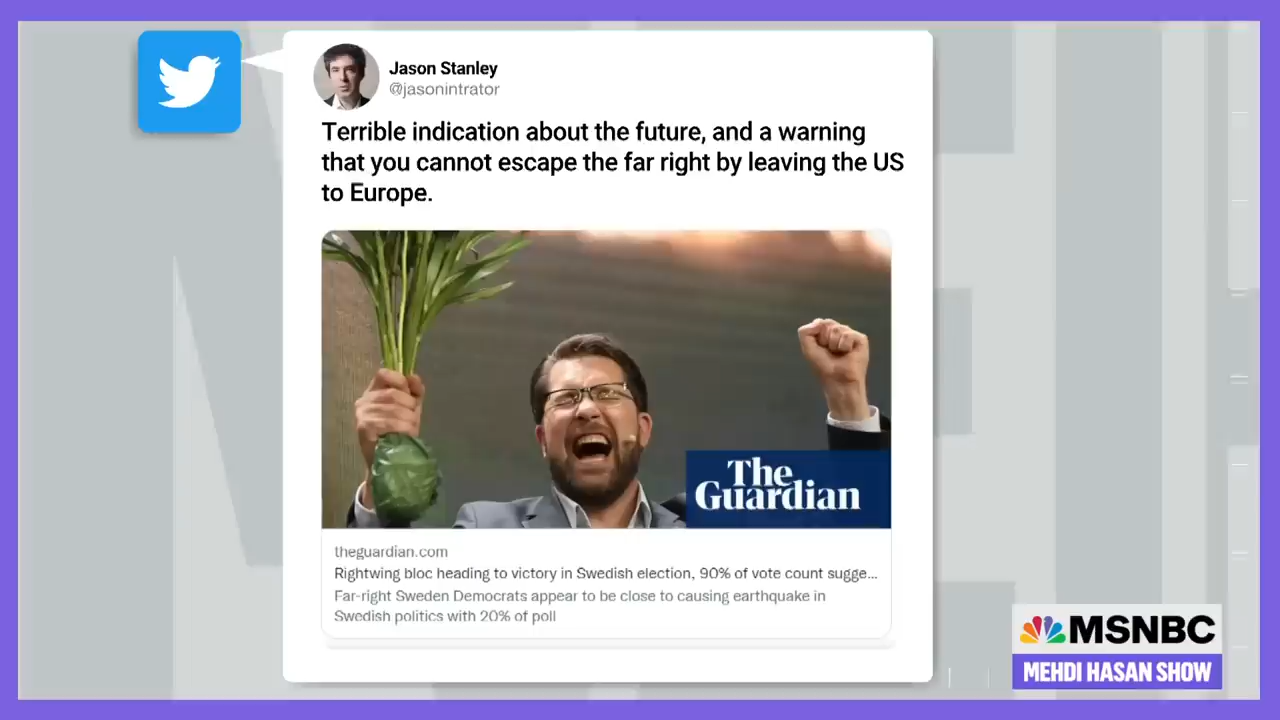 Jason Stanley
@jasonintrator
Terrible indication about the future, and a warning
that you cannot escape the far right by leaving the US
to Europe.
The
Guardian
theguardian.com
Rightwing bloc heading to victory in Swedish election, 90% of vote count sugge...
Far-right Sweden Democrats appear to be close to causing earthquake in
Swedish politics with 20% of poll
MSNBC
MEHDI HASAN SHOW